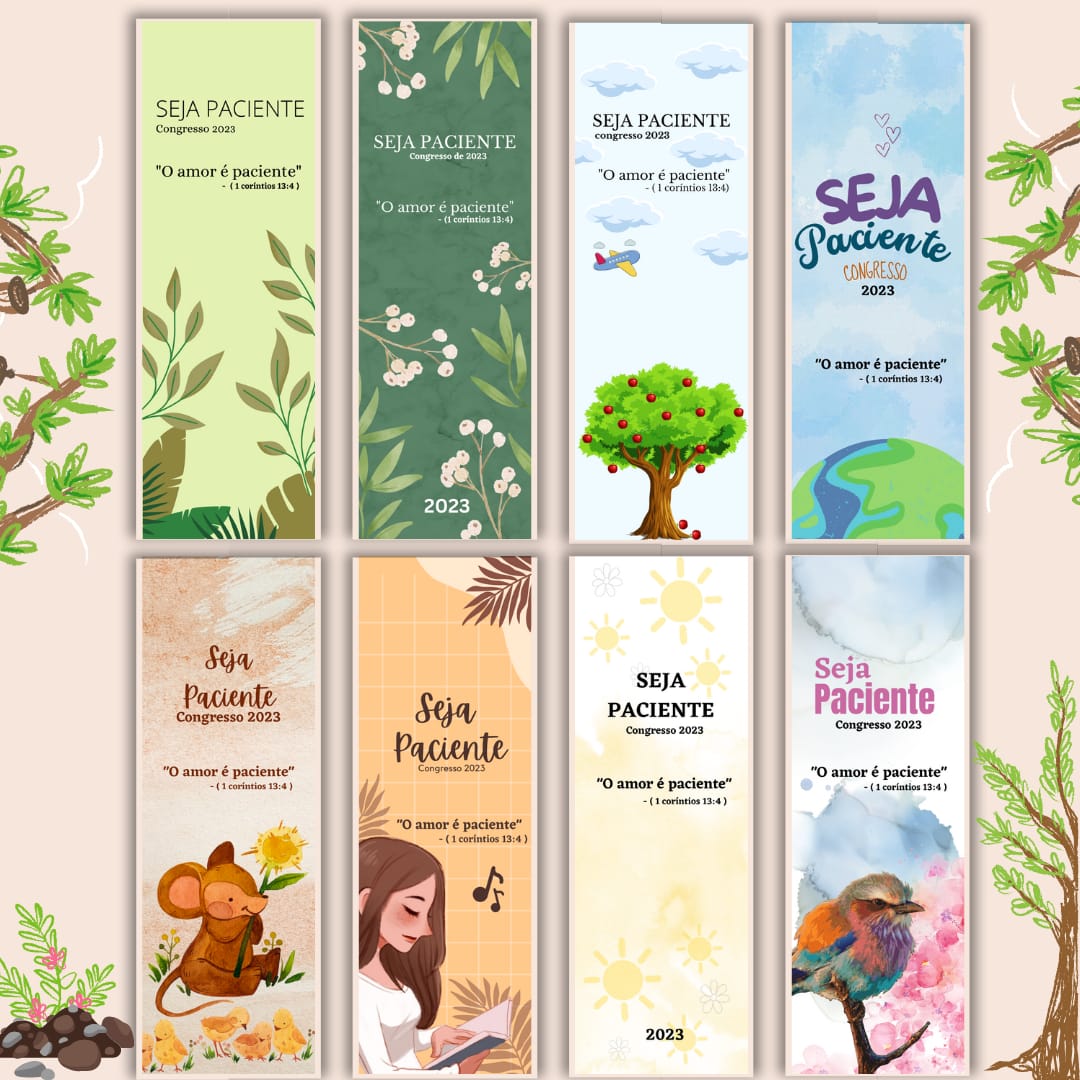 SEJA PACIENTE
Congresso 2023
"O amor é paciente"
- ( 1 coríntios 13:4 )
SEJA PACIENTE
Congresso de 2023
"O amor é paciente"
- (1 coríntios 13:4)
2023
SEJA PACIENTE
congresso 2023
"O amor é paciente"
- ( 1 coríntios 13:4)
SEJA
Paciente
CONGRESSO
2023
"O amor é paciente"
- ( 1 coríntios 13:4)
Seja
Paciente
Congresso 2023
"O amor é paciente"
- ( 1 coríntios 13:4 )
Seja
Paciente
Congresso 2023
"O amor é paciente"
- ( 1 coríntios 13:4 )
SEJA
PACIENTE
Congresso 2023
"O amor é paciente"
- ( 1 coríntios 13:4 )
2023
Seja
Paciente
Congresso 2023
"O amor é paciente"
- ( 1 coríntios 13:4 )